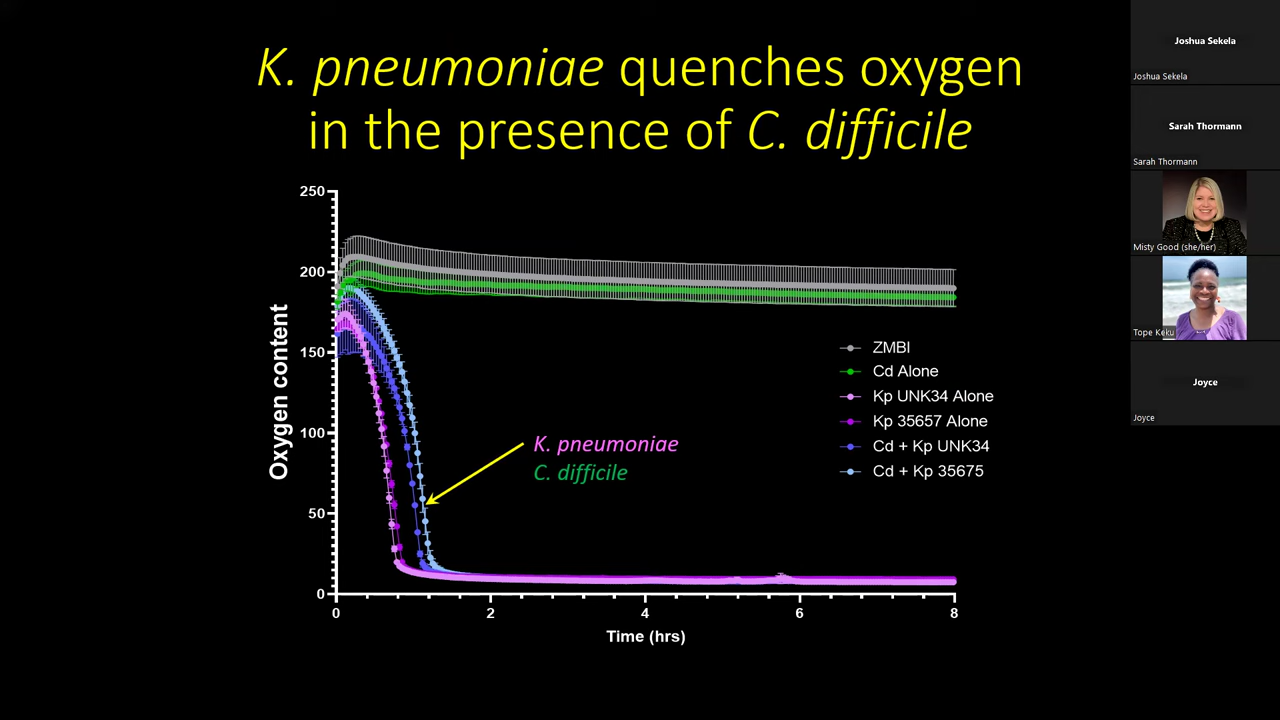 K. pneumoniae quenches oxygen
in the presence of C. difficile
250
200
150
100
50
0
Oxygen content
0
2
4
6
8
Time (hrs)
ZMBI
Cd Alone
Kp UNK34 Alone
Kp 35657 Alone
Cd + Kp UNK34
Cd + Kp 35675
K. pneumoniae
C. difficile
Joshua Sekela
Joshua Sekela
Sarah Thormann
Sarah Thormann
Misty Good (she/her)
Tope Keku
Joyce
Joyce